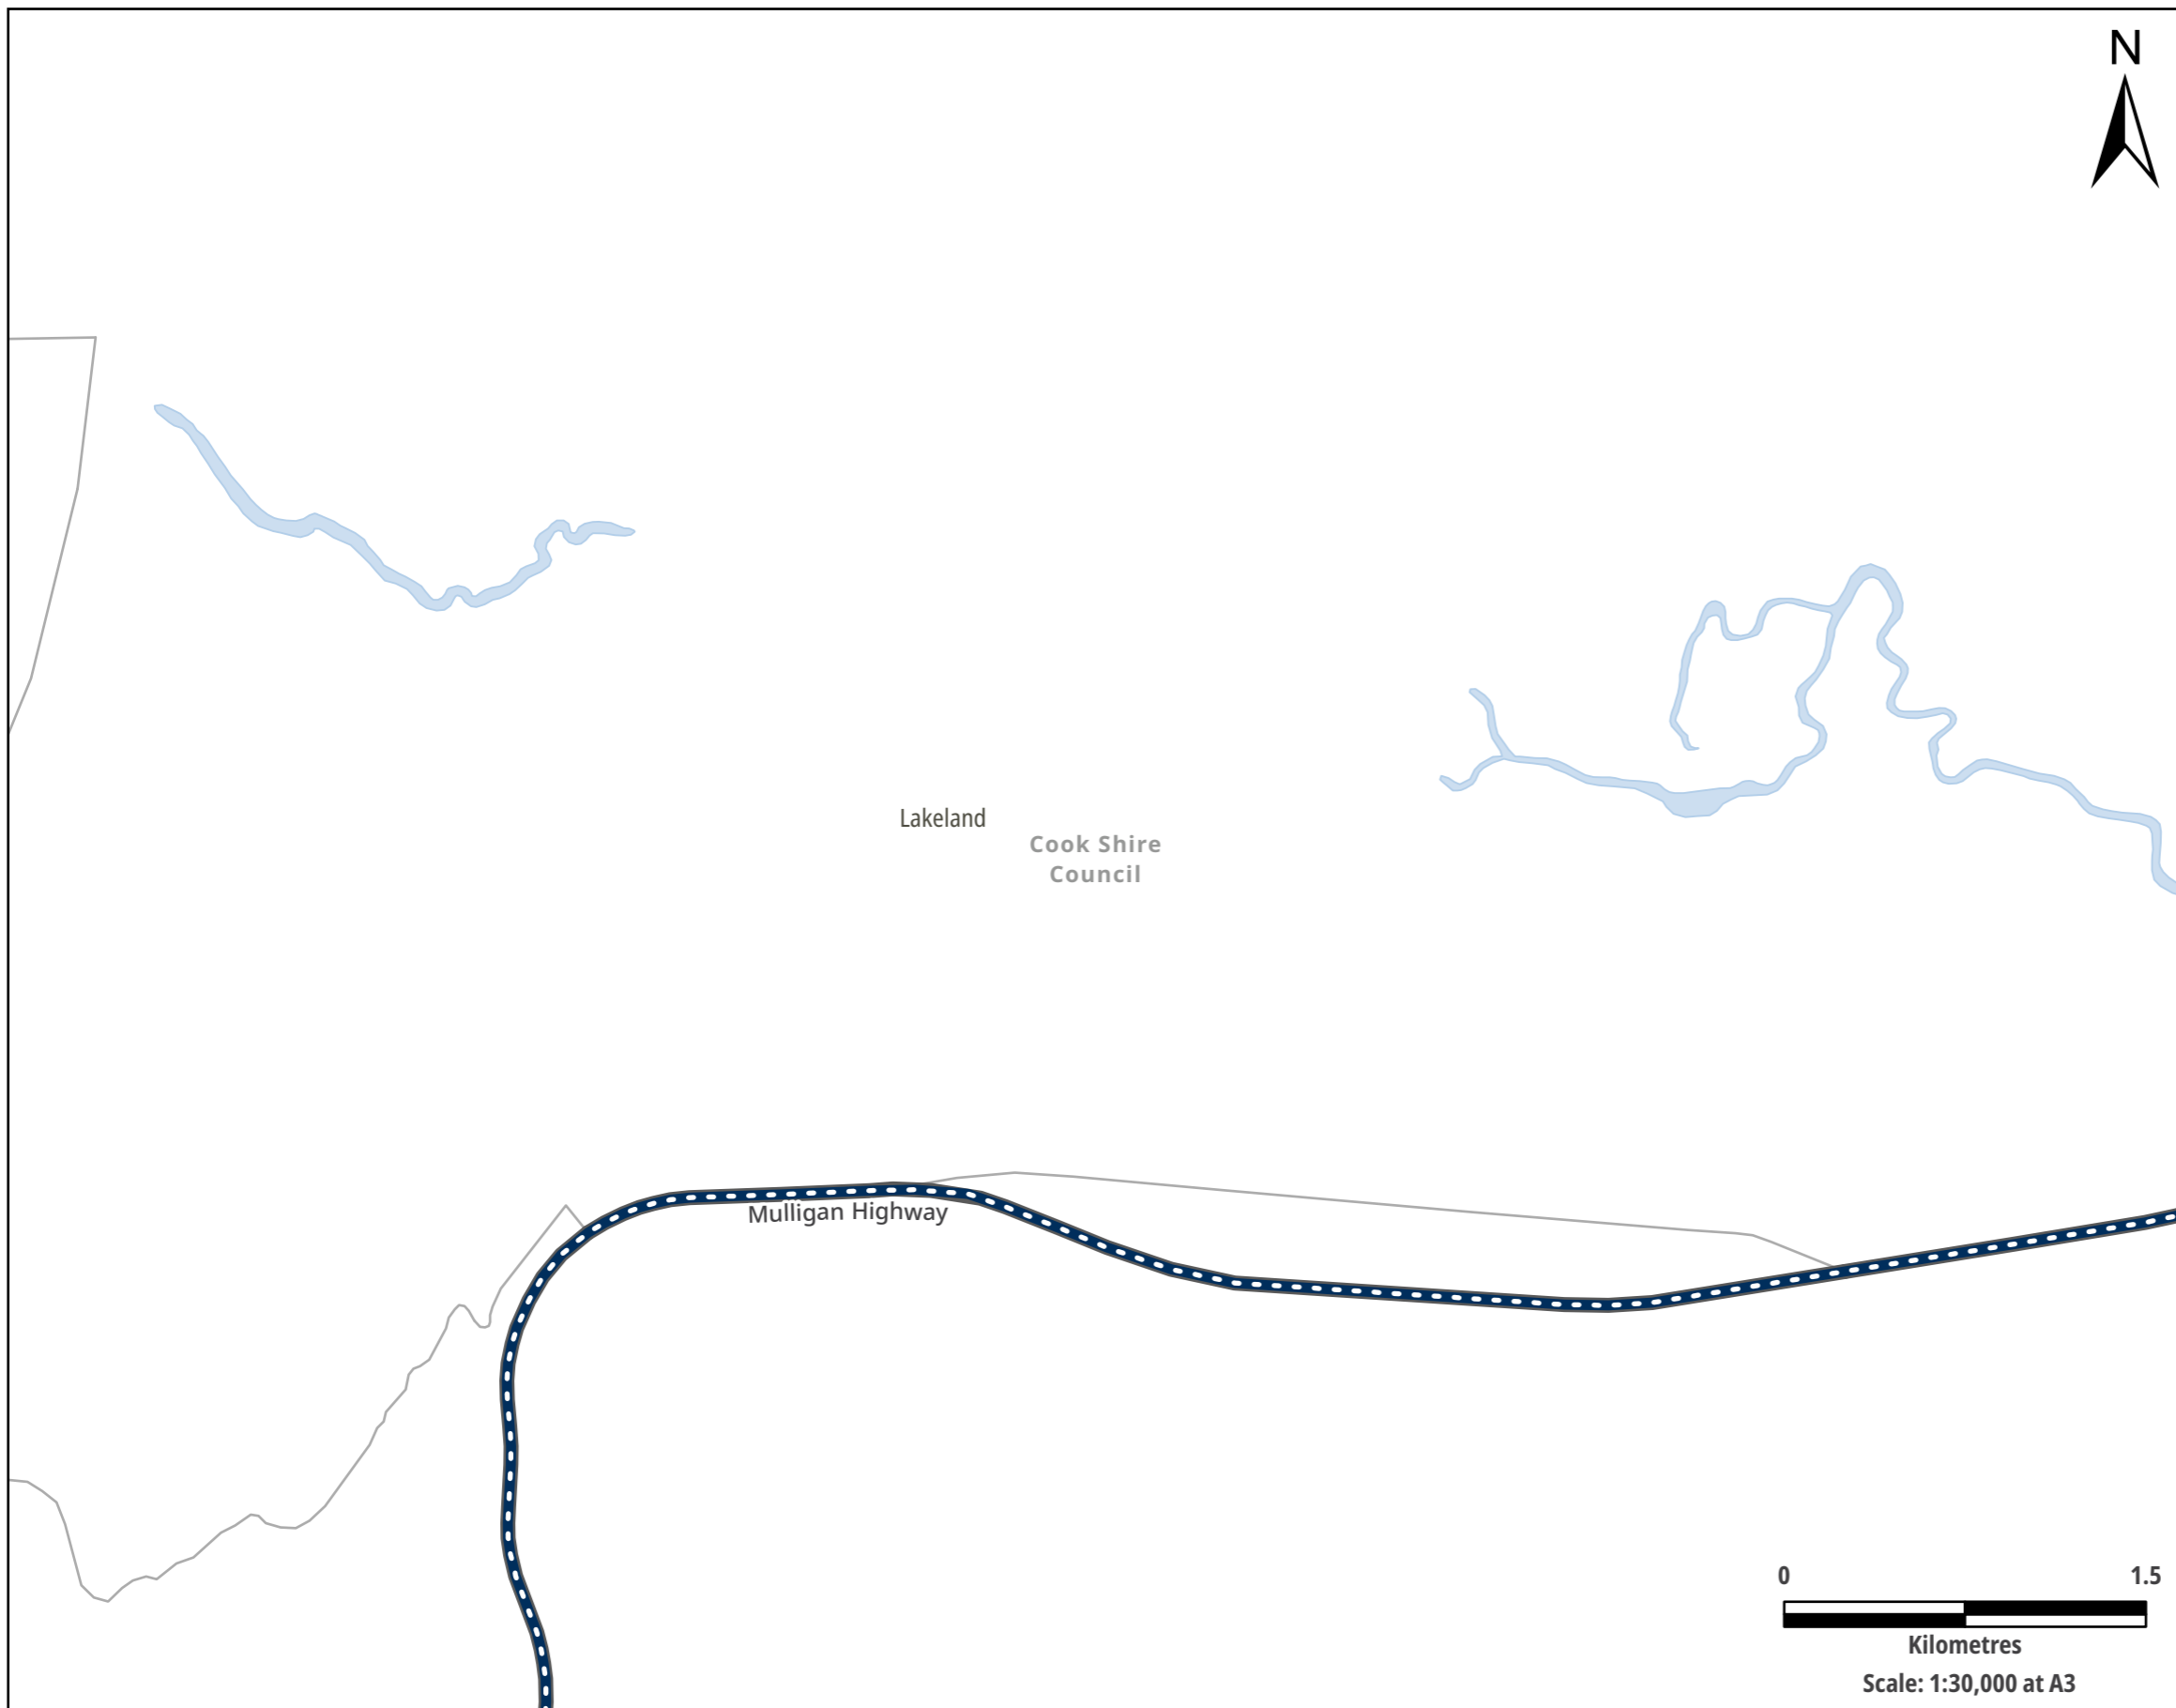 N
Lakeland
Cook Shire
Council
Mulligan Highway
0 1.5
Kilometres
Scale: 1:30,000 at A3